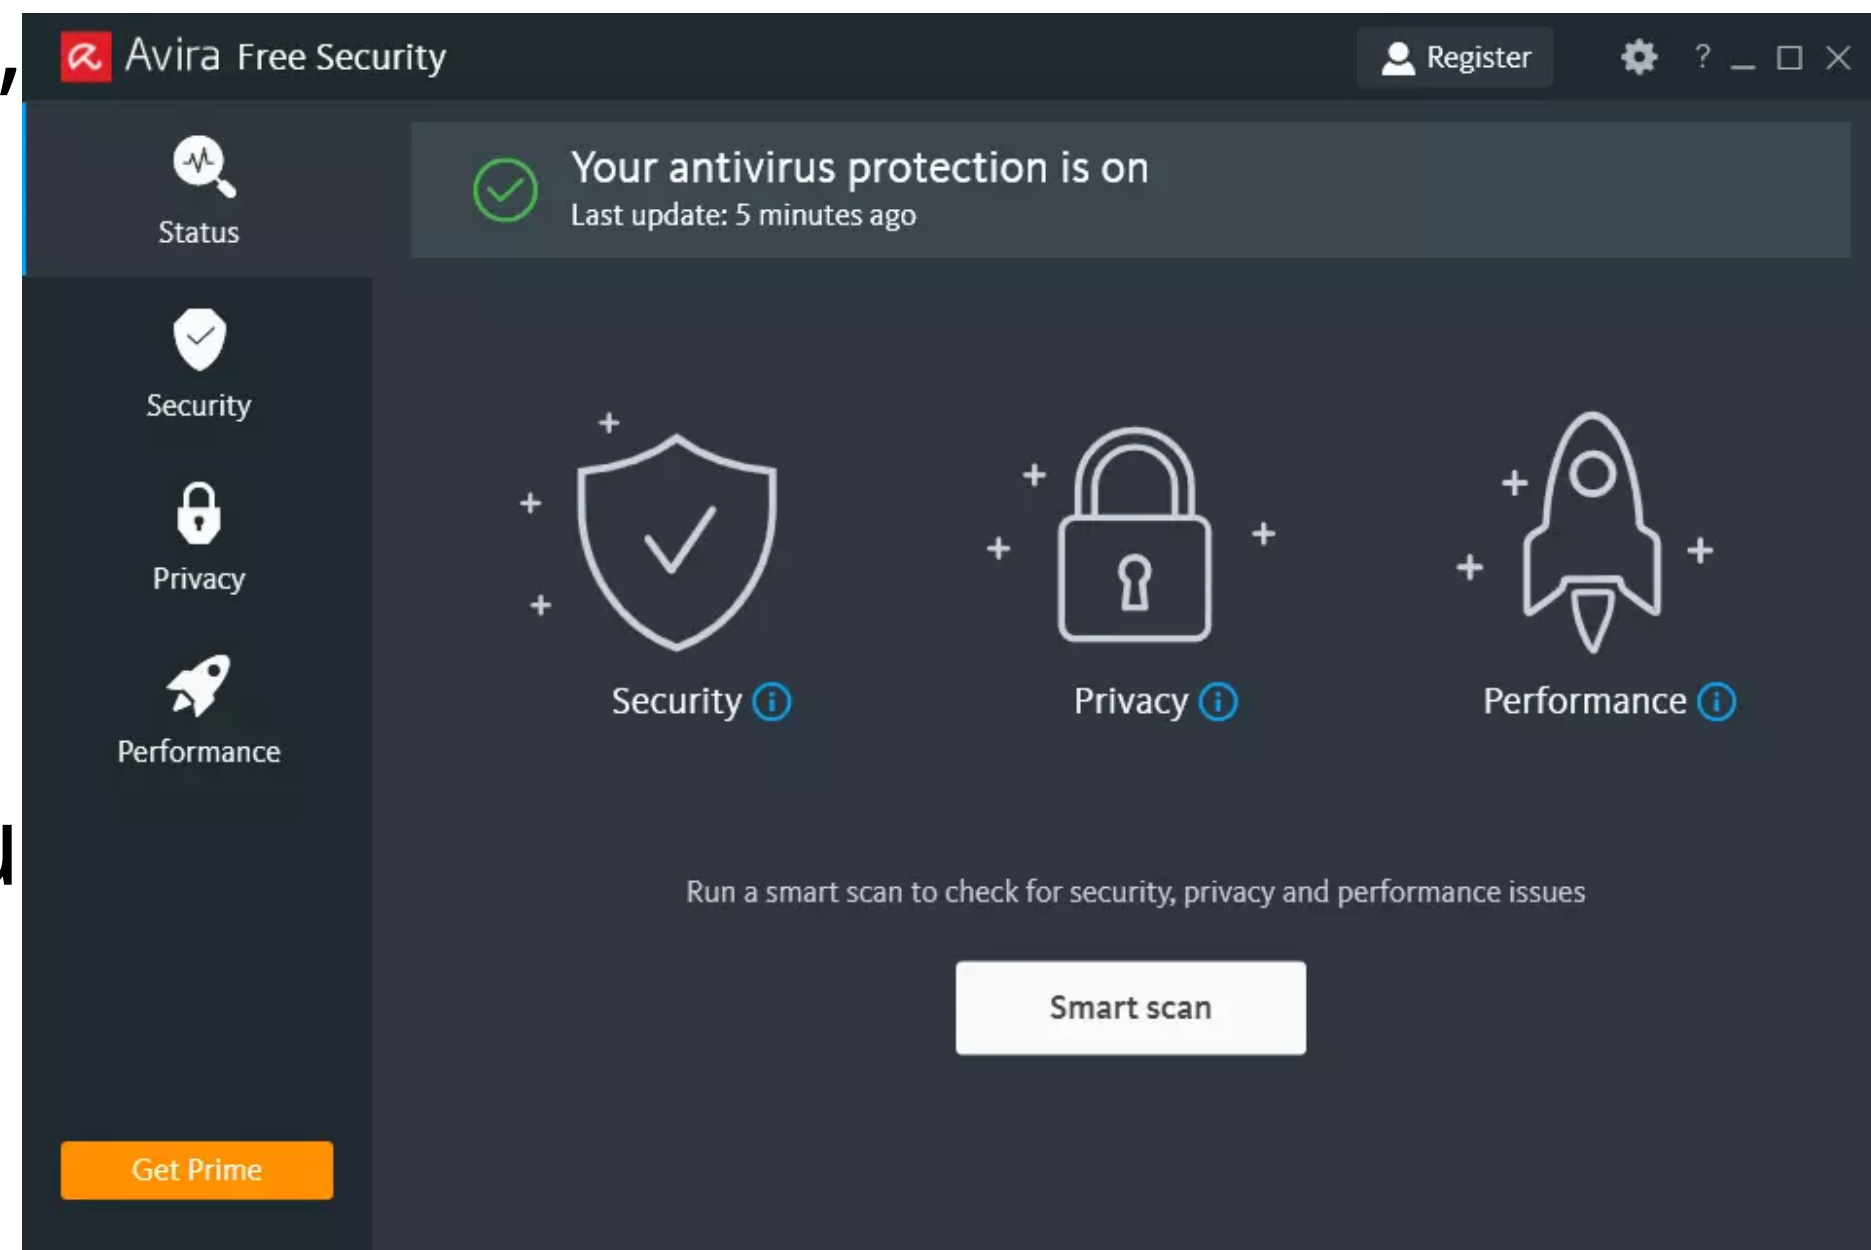 ,
Avira Free Security
Register
?
Status
Your antivirus protection is on
Last update: 5 minutes ago
Security
Privacy
Performance
Security i
Privacy i
Performance i
Run a smart scan to check for security, privacy and performance issues
Smart scan
Get Prime